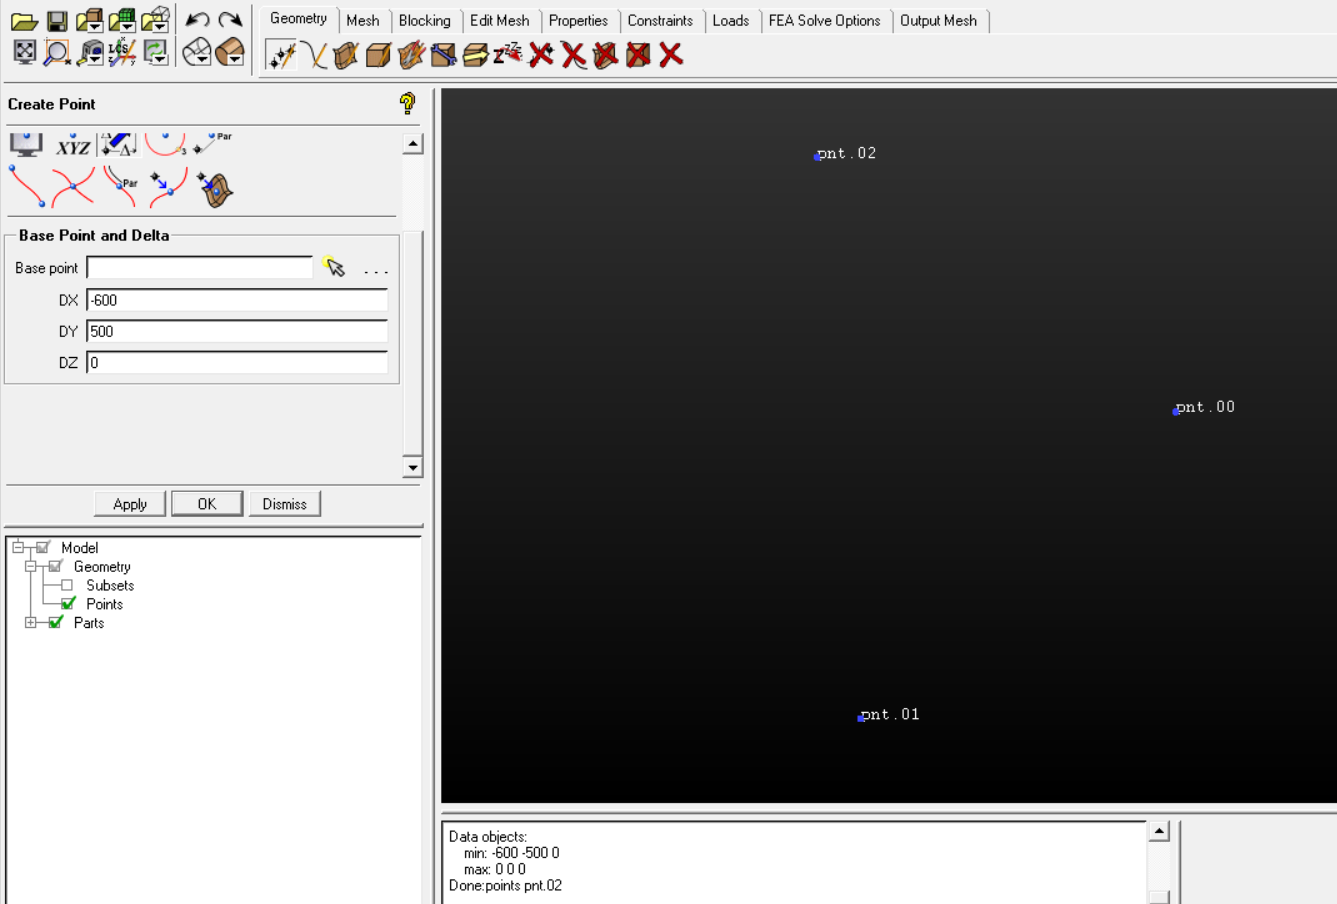 Geometry Mesh Blocking Edit Mesh Properties Constraints Loads FEA Solve Options Output Mesh
LCS
Create Point
XYZ Par
Par
Base Point and Delta
Base point ...
DX -600
DY 500
DZ 0
Apply OK Dismiss
Model
Geometry
Subsets
Points
Parts
pnt.02
pnt.00
pnt.01
Data objects:
min: -600 -500 0
max: 0 0 0
Done:points pnt.02